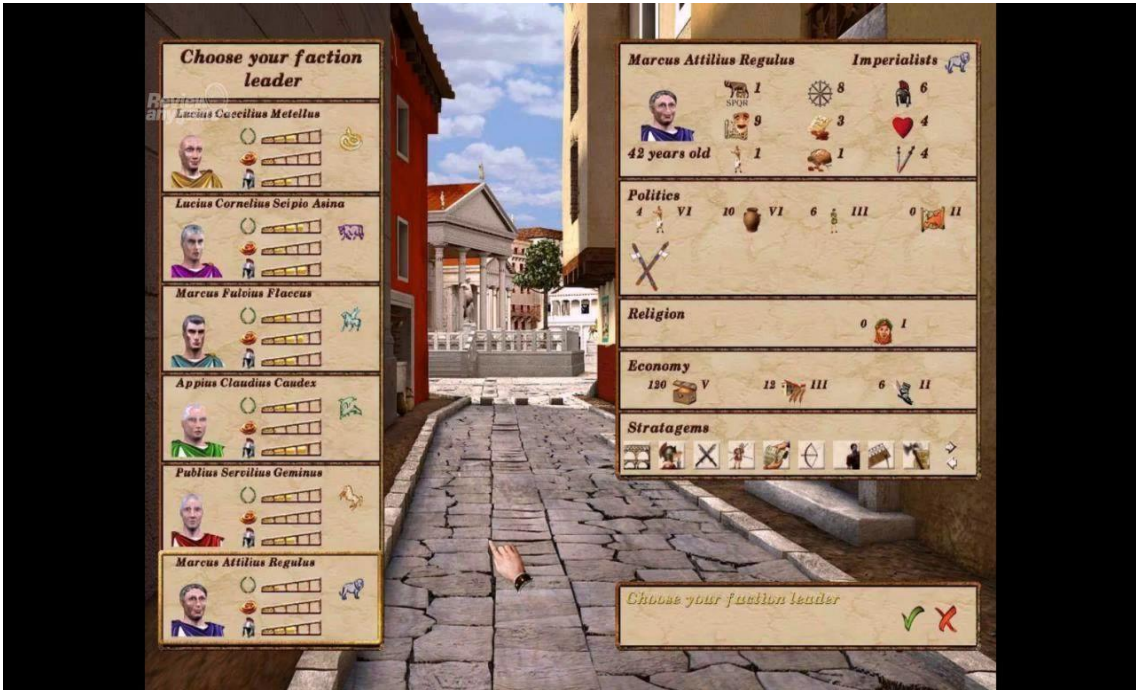 Choose your faction
leader
Review
any
Lucius Caecilius Metellus
Lucius Cornelius Scipio Asina
Marcus Fulvius Flaccus
Appius Claudius Caudex
Publius Servilius Geminus
Marcus Attilius Regulus
Marcus Attilius Regulus Imperialists
1 8 6
SPQR
9 3 4
42 years old 1 1 4
Politics
4 VI 10 VI 6 III 0 II
Religion
0 I
Economy
120 V 12 III 6 II
Stratagems
Choose your faction leader